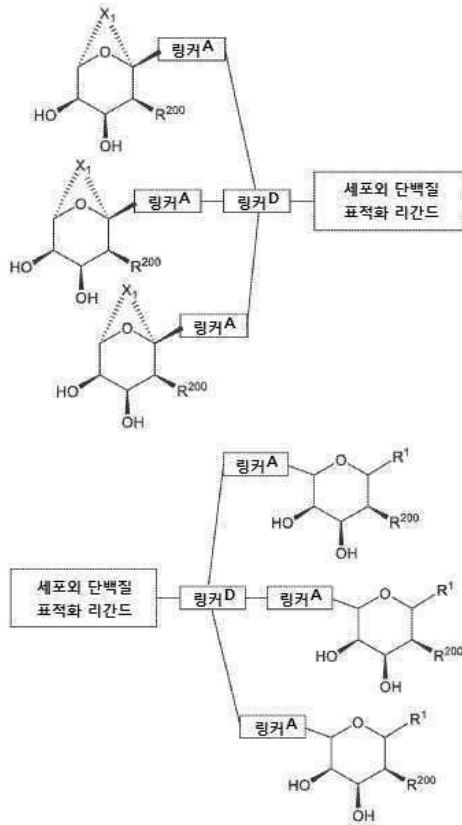 X₁
O
링커ᴬ
HO
R²⁰⁰
OH
X₁
O
링커ᴬ
링커ᴰ
세포외 단백질
표적화 리간드
HO
R²⁰⁰
OH
X₁
O
링커ᴬ
HO
R²⁰⁰
OH
링커ᴬ
O
R¹
HO
R²⁰⁰
OH
세포외 단백질
표적화 리간드
링커ᴰ
링커ᴬ
O
R¹
HO
R²⁰⁰
OH
링커ᴬ
O
R¹
HO
R²⁰⁰
OH